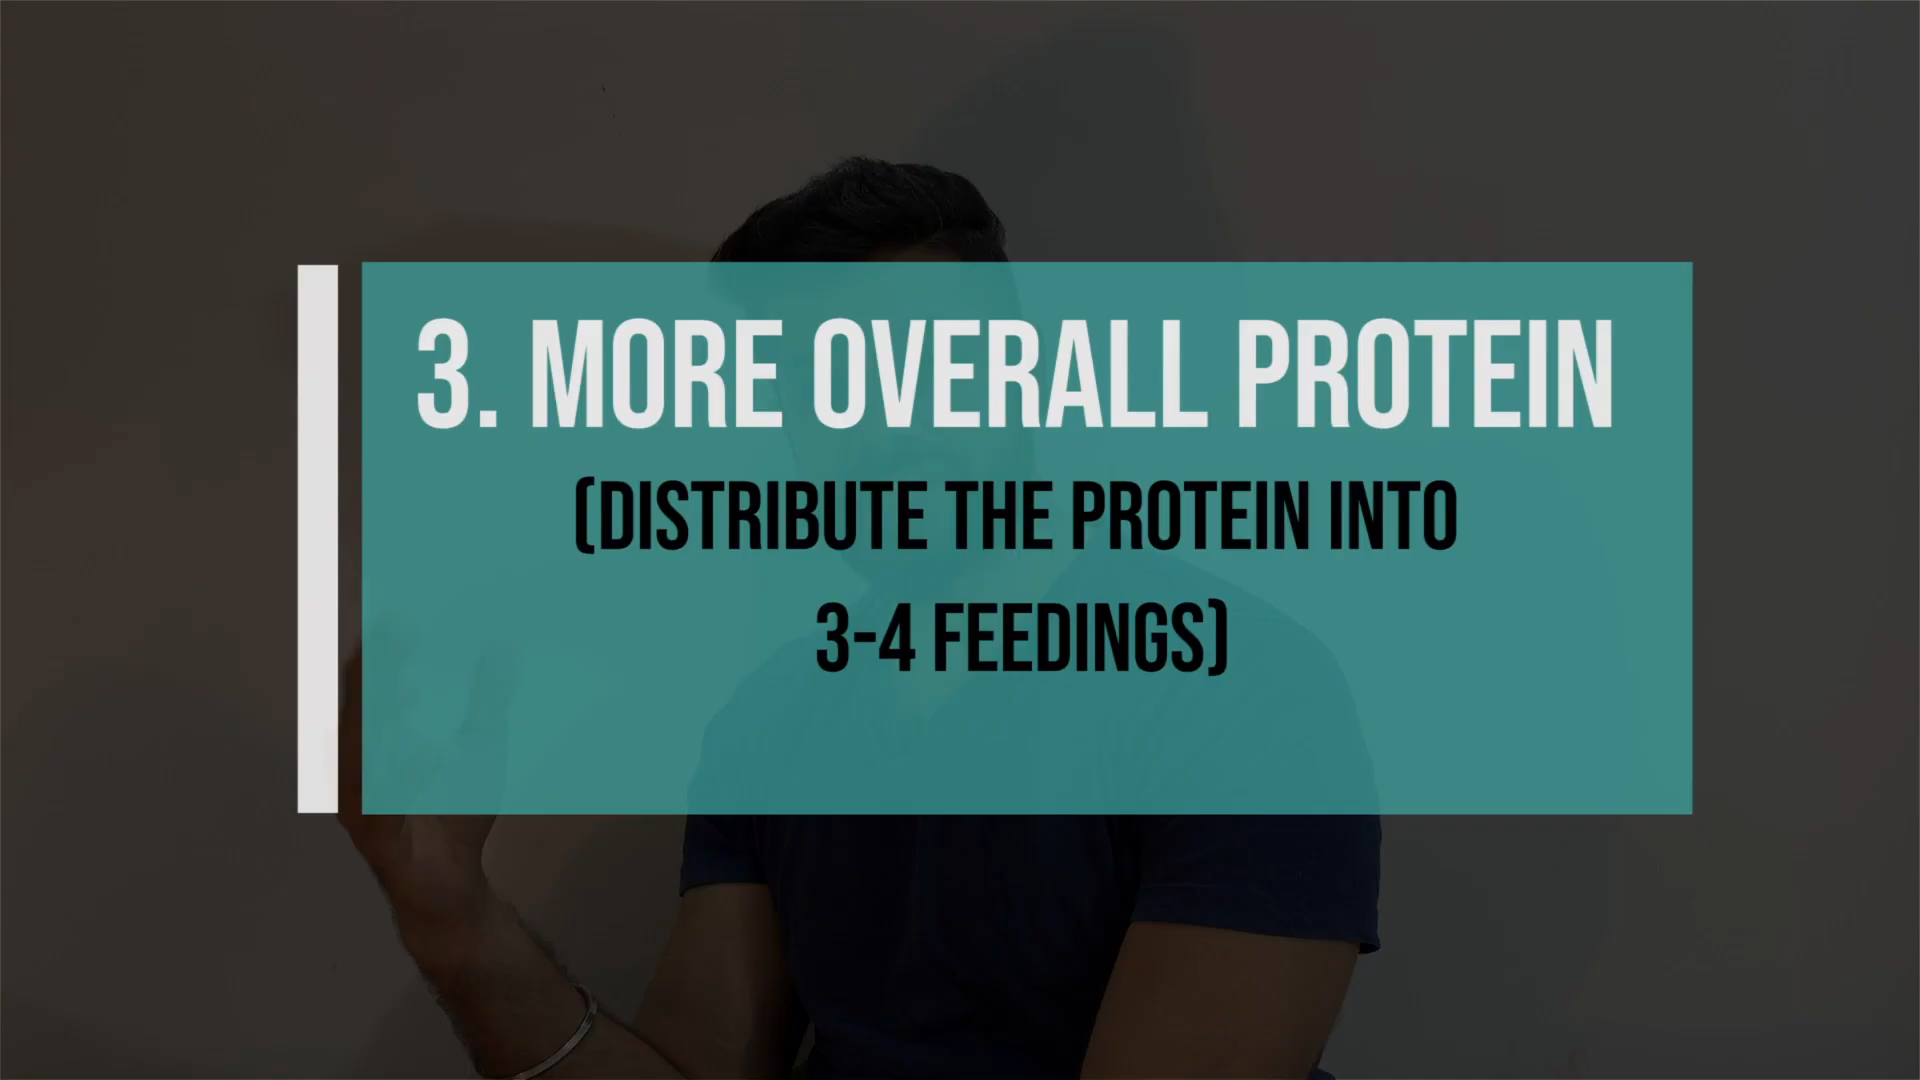 3. MORE OVERALL PROTEIN
(DISTRIBUTE THE PROTEIN INTO
3-4 FEEDINGS)